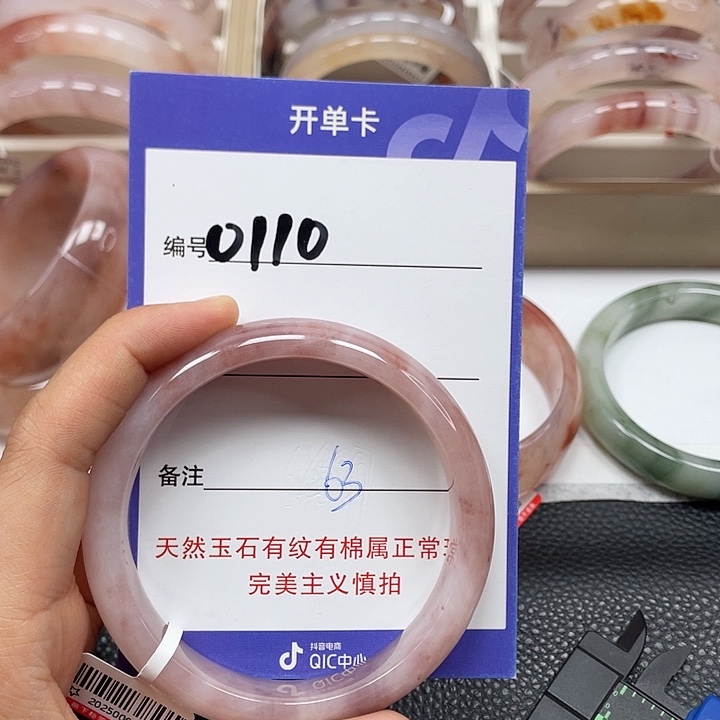 开单卡
编号0110
备注 63
天然玉石有纹有棉属正常
完美主义慎拍
抖音电商
QIC中心